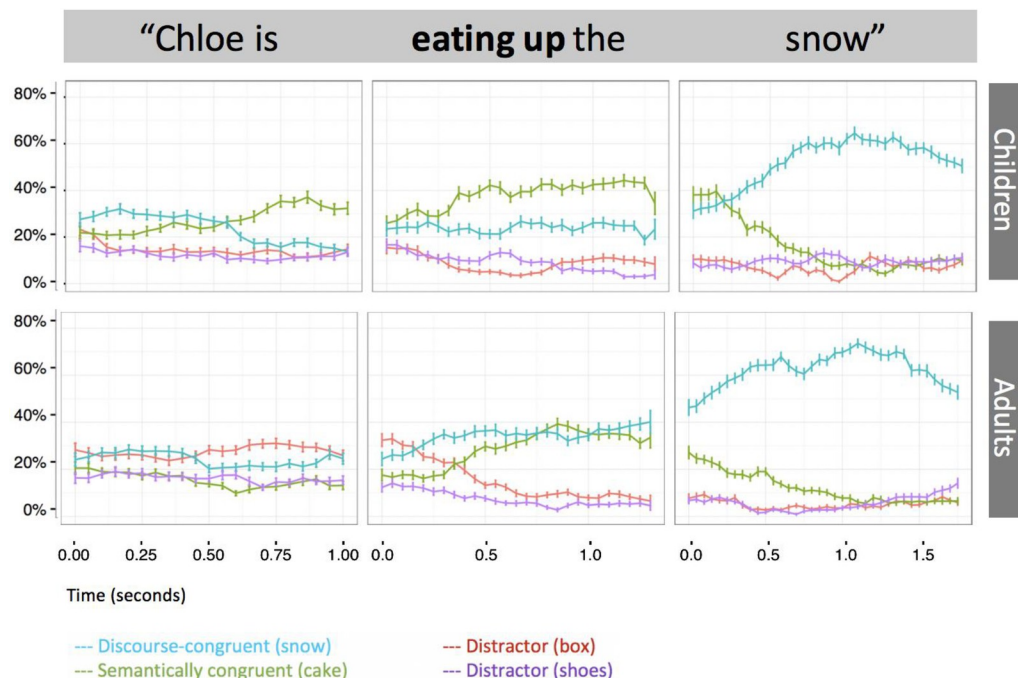 “Chloe is eating up the snow”
80%
60%
40%
20%
0%
Children
80%
60%
40%
20%
0%
Adults
0.00 0.25 0.50 0.75 1.00 0.0 0.5 1.0 0.0 0.5 1.0 1.5
Time (seconds)
--- Discourse-congruent (snow) --- Distractor (box)
--- Semantically congruent (cake) --- Distractor (shoes)